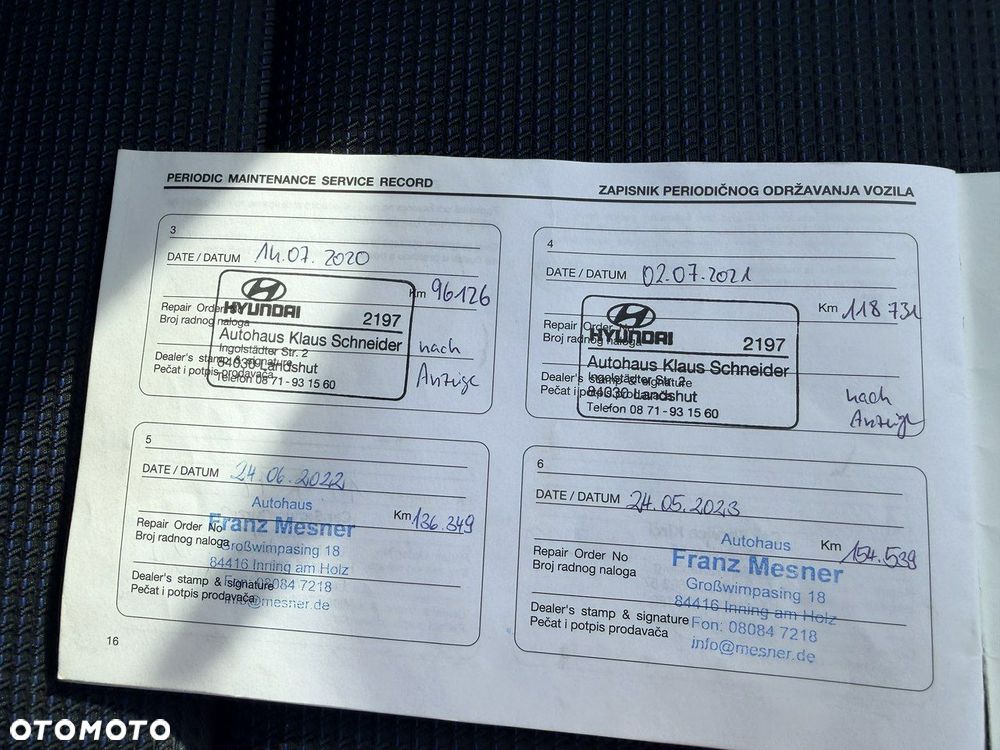 PERIODIC MAINTENANCE SERVICE RECORD
ZAPISNIK PERIODIČNOG ODRŽAVANJA VOZILA
3
DATE / DATUM 14.07. 2020
Km 96126
Repair Order No
Broj radnog naloga
Dealer's stamp & signature
Pečat i potpis prodavača
HYUNDAI
2197
Autohaus Klaus Schneider
Ingolstädter Str. 2
84030 Landshut
Telefon 08 71 - 93 15 60
nach
Anzeige
4
DATE / DATUM 02.07.2021
Km 118 731
Repair Order No
Broj radnog naloga
Dealer's stamp & signature
Pečat i potpis prodavača
HYUNDAI
2197
Autohaus Klaus Schneider
Ingolstädter Str. 2
84030 Landshut
Telefon 08 71 - 93 15 60
nach
Anzeige
5
DATE / DATUM 24.06.2022
Km 136.349
Repair Order No
Broj radnog naloga
Dealer's stamp & signature
Pečat i potpis prodavača
Autohaus
Franz Mesner
Großwimpasing 18
84416 Inning am Holz
Fon: 08084 7218
info@mesner.de
6
DATE / DATUM 24.05.2023
Km 154.539
Repair Order No
Broj radnog naloga
Dealer's stamp & signature
Pečat i potpis prodavača
Autohaus
Franz Mesner
Großwimpasing 18
84416 Inning am Holz
Fon: 08084 7218
info@mesner.de
16
OTOMOTO